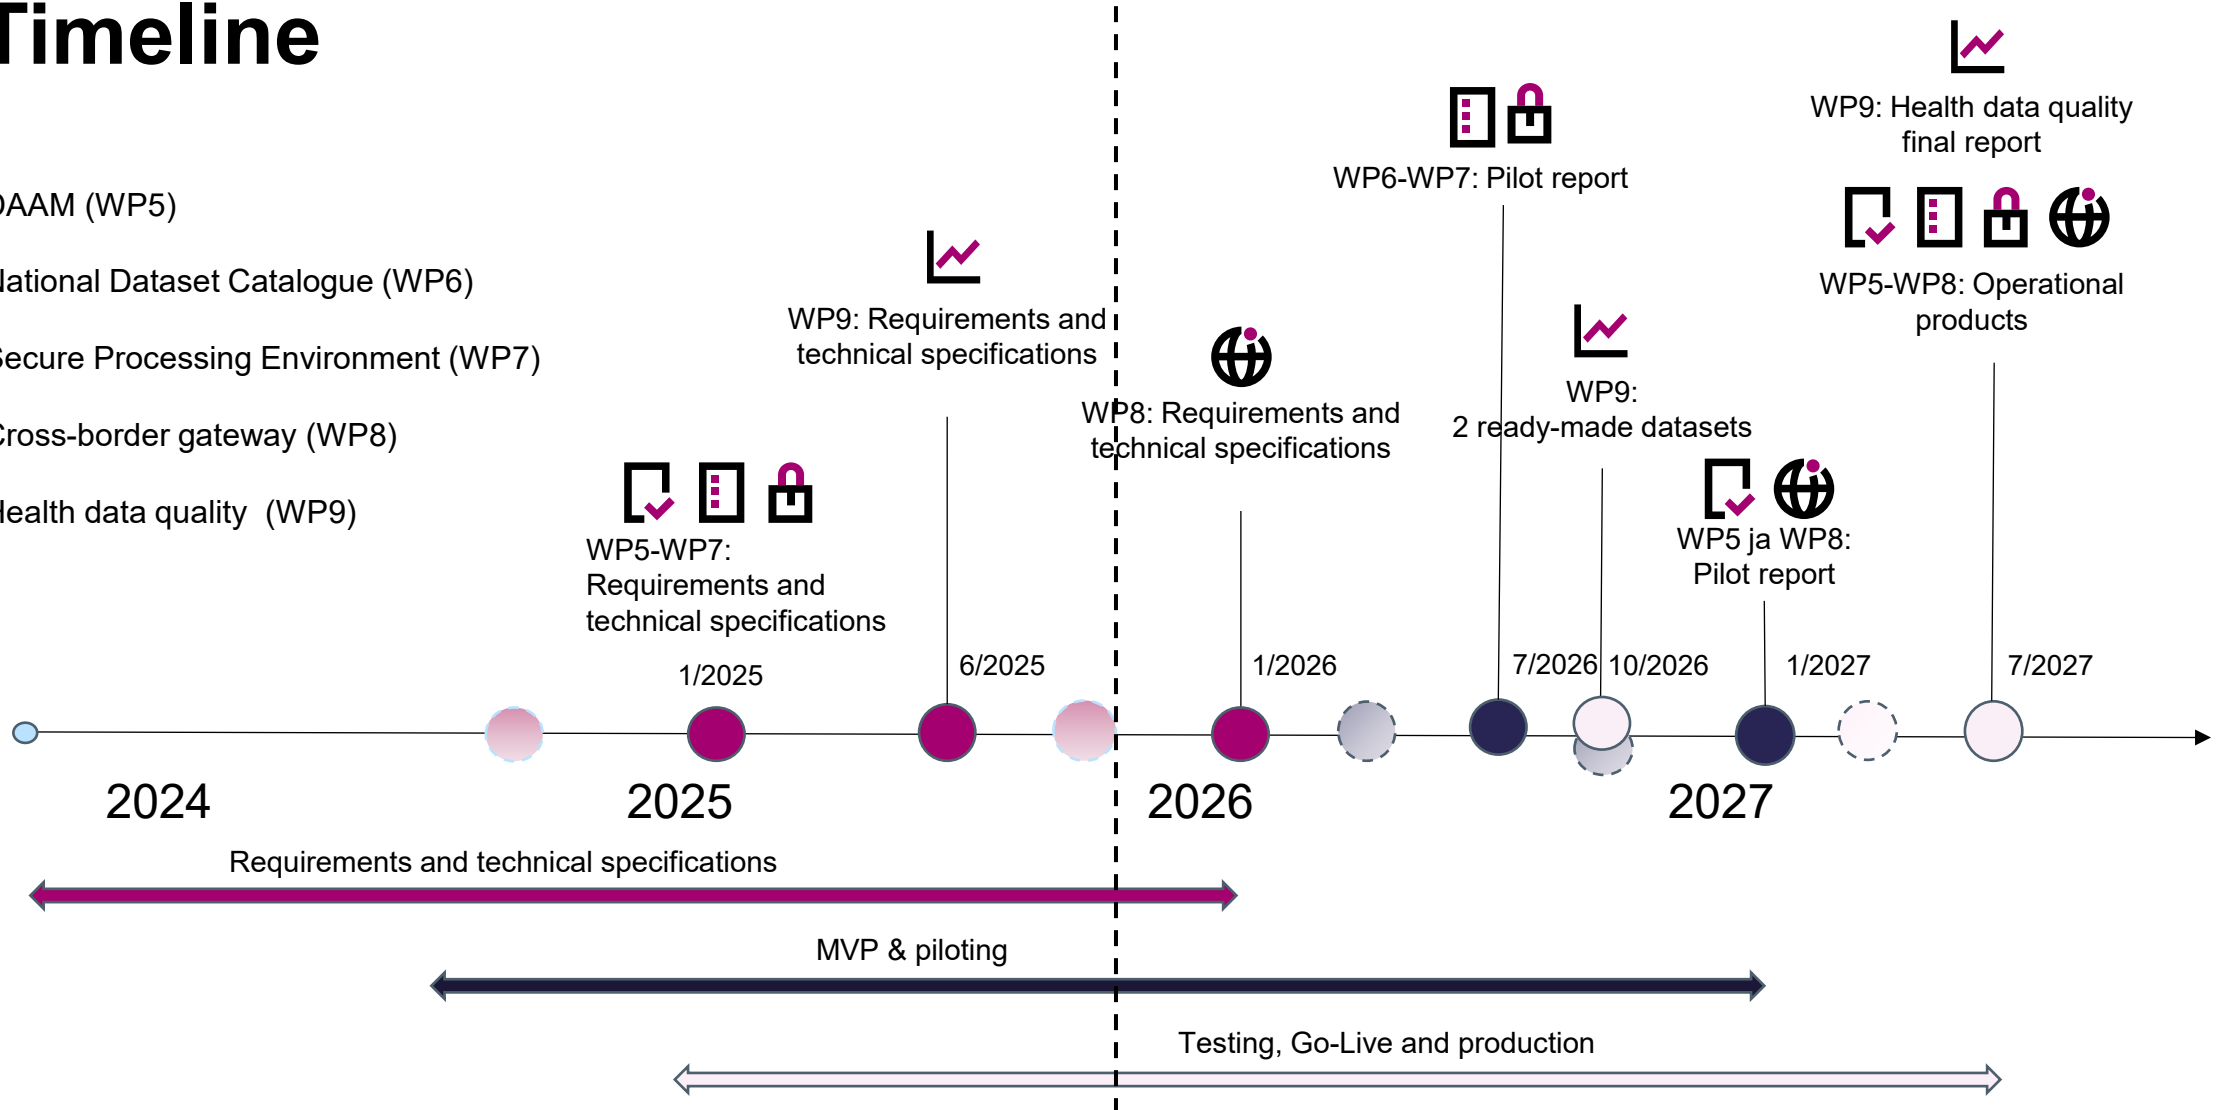 Timeline
DAAM (WP5)
National Dataset Catalogue (WP6)
Secure Processing Environment (WP7)
Cross-border gateway (WP8)
Health data quality (WP9)
WP5-WP7:
Requirements and
technical specifications
1/2025
WP9: Requirements and
technical specifications
6/2025
WP8: Requirements and
technical specifications
1/2026
WP6-WP7: Pilot report
7/2026
WP9:
2 ready-made datasets
10/2026
WP5 ja WP8:
Pilot report
1/2027
WP9: Health data quality
final report
WP5-WP8: Operational
products
7/2027
2024
2025
2026
2027
Requirements and technical specifications
MVP & piloting
Testing, Go-Live and production